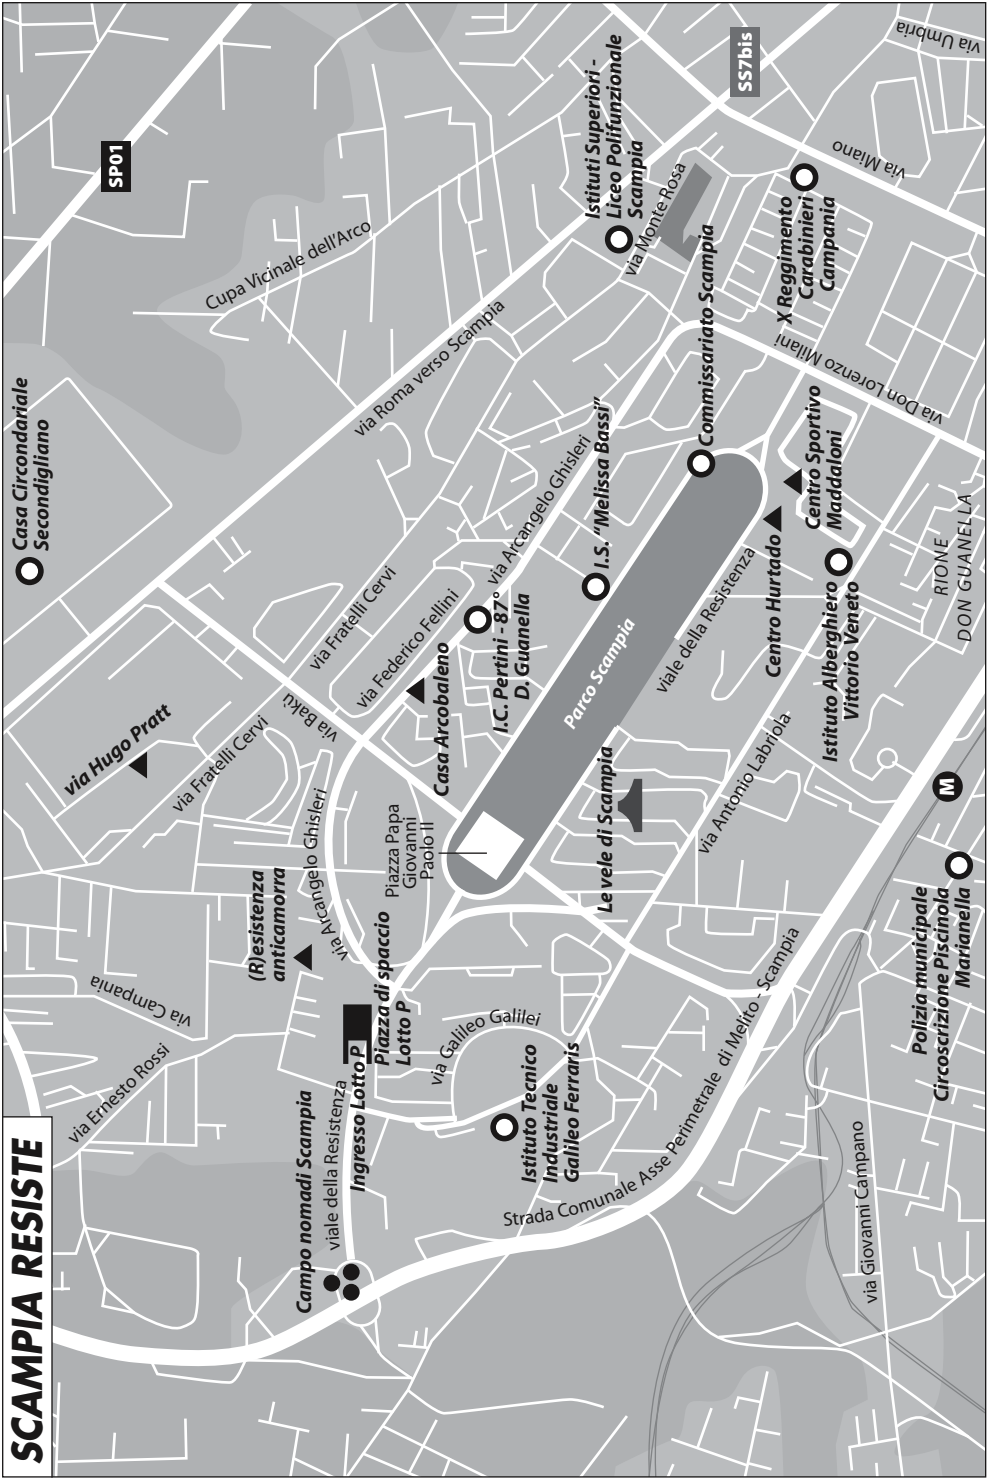 SCAMPIA RESISTE
SP01
SS7bis
via Umbria
via Miano
Istituti Superiori -
Liceo Polifunzionale
Scampia
via Monte Rosa
X Reggimento
Carabinieri
Campania
Cupa Vicinale dell'Arco
via Roma verso Scampia
Casa Circondariale
Secondigliano
Commissariato Scampia
via Don Lorenzo Milani
Centro Sportivo
Maddaloni
I.S. “Melissa Bassi”
via Arcangelo Ghisleri
via Fratelli Cervi
via Federico Fellini
I.C. Pertini - 87°
D. Guanella
Casa Arcobaleno
Parco Scampia
viale della Resistenza
Centro Hurtado
Istituto Alberghiero
Vittorio Veneto
RIONE
DON GUANELLA
via Hugo Pratt
via Fratelli Cervi
via Bakù
via Arcangelo Ghisleri
Piazza Papa
Giovanni
Paolo II
Le vele di Scampia
via Antonio Labriola
M
(R)esistenza
anticamorra
via Campania
via Ernesto Rossi
Piazza di spaccio
Lotto P
Ingresso Lotto P
viale della Resistenza
Campo nomadi Scampia
via Galileo Galilei
Istituto Tecnico
Industriale
Galileo Ferraris
Strada Comunale Asse Perimetrale di Melito - Scampia
Polizia municipale
Circoscrizione Piscinola
Marianella
via Giovanni Campano